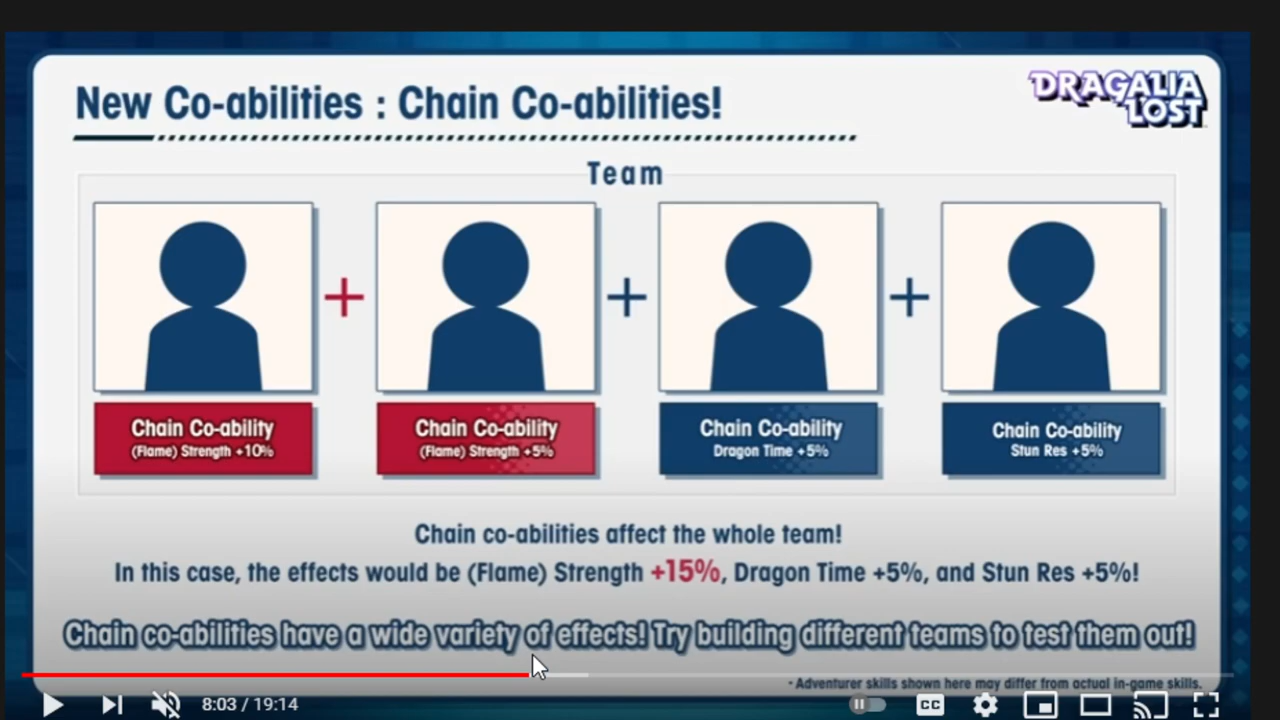 New Co-abilities : Chain Co-abilities!
DRAGALIA
LOST
Team
Chain Co-ability
(Flame) Strength +10%
Chain Co-ability
(Flame) Strength +5%
Chain Co-ability
Dragon Time +5%
Chain Co-ability
Stun Res +5%
Chain co-abilities affect the whole team!
In this case, the effects would be (Flame) Strength +15%, Dragon Time +5%, and Stun Res +5%!
Chain co-abilities have a wide variety of effects! Try building different teams to test them out!
- Adventurer skills shown here may differ from actual in-game skills.
8:03 / 19:14
CC